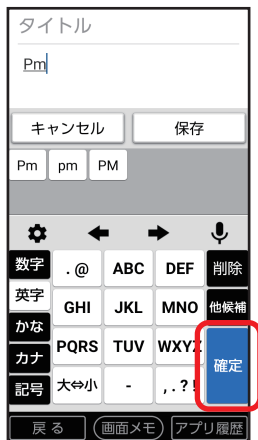 タイトル
Pm
キャンセル 保存
Pm pm PM
数字 . @ ABC DEF 削除
英字 GHI JKL MNO 他候補
かな
カナ PQRS TUV WXYZ 確定
記号 大⇔小 - , . ? !
戻る 画面メモ アプリ履歴